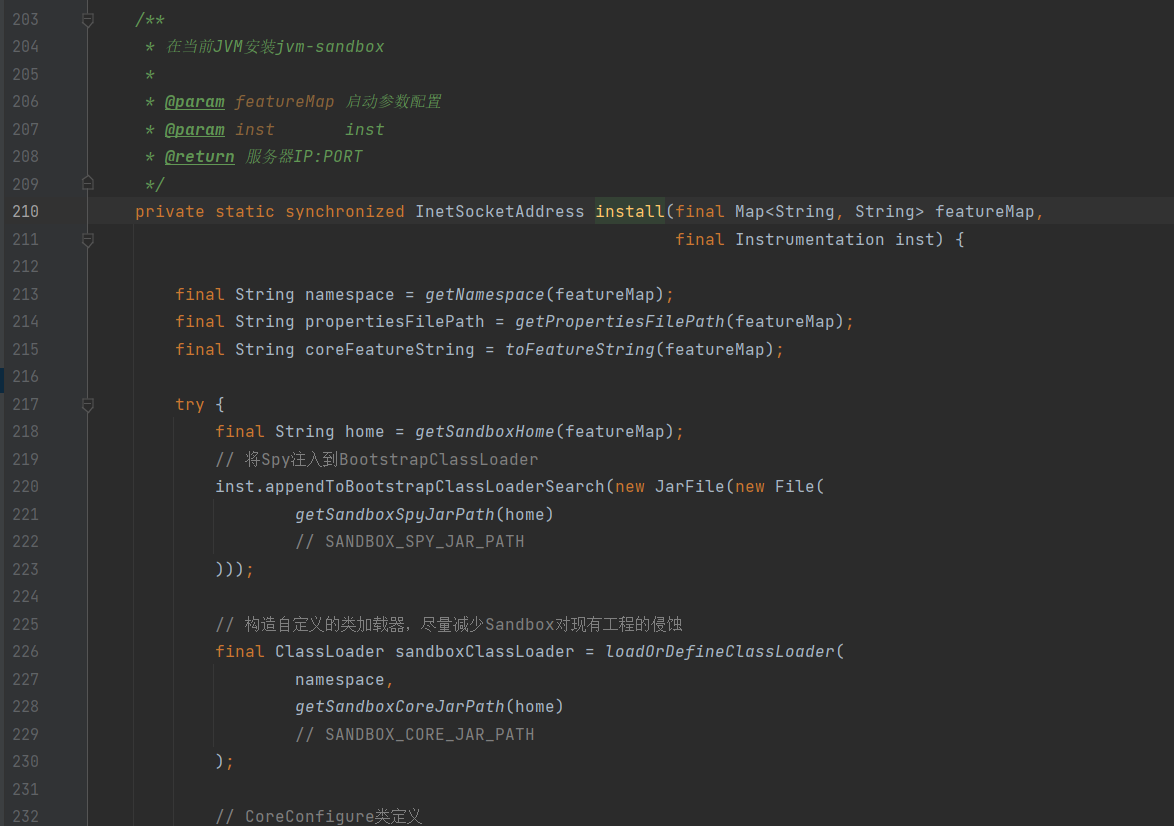 203 /**
204 * 在当前JVM安装jvm-sandbox
205 *
206 * @param featureMap 启动参数配置
207 * @param inst       inst
208 * @return 服务器IP:PORT
209 */
210 private static synchronized InetSocketAddress install(final Map<String, String> featureMap,
211 final Instrumentation inst) {
212
213 final String namespace = getNamespace(featureMap);
214 final String propertiesFilePath = getPropertiesFilePath(featureMap);
215 final String coreFeatureString = toFeatureString(featureMap);
216
217 try {
218 final String home = getSandboxHome(featureMap);
219 // 将Spy注入到BootstrapClassLoader
220 inst.appendToBootstrapClassLoaderSearch(new JarFile(new File(
221 getSandboxSpyJarPath(home)
222 // SANDBOX_SPY_JAR_PATH
223 )));
224
225 // 构造自定义的类加载器，尽量减少Sandbox对现有工程的侵蚀
226 final ClassLoader sandboxClassLoader = loadOrDefineClassLoader(
227 namespace,
228 getSandboxCoreJarPath(home)
229 // SANDBOX_CORE_JAR_PATH
230 );
231
232 // CoreConfigure类定义